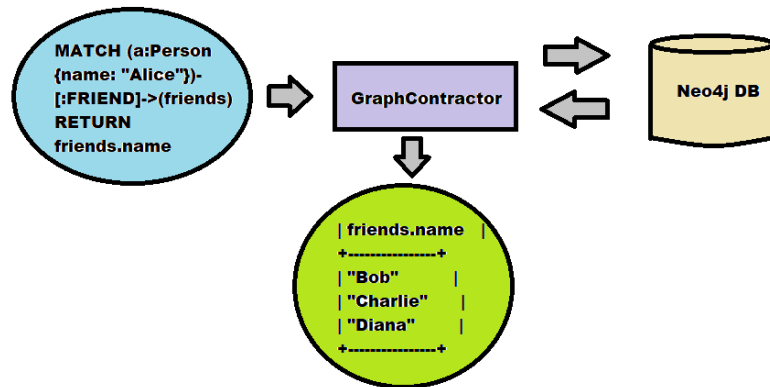 MATCH (a:Person
{name: "Alice"})-
[:FRIEND]->(friends)
RETURN
friends.name
GraphContractor
Neo4j DB
| friends.name |
+----------------+
| "Bob" |
| "Charlie" |
| "Diana" |
+----------------+